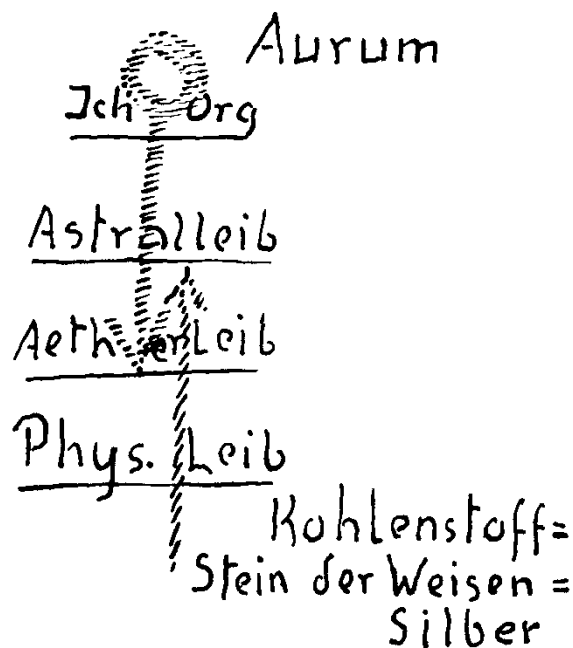 Aurum
Ich Org
Astralleib
Aetherleib
Phys. Leib
Kohlenstoff=
Stein der Weisen =
Silber